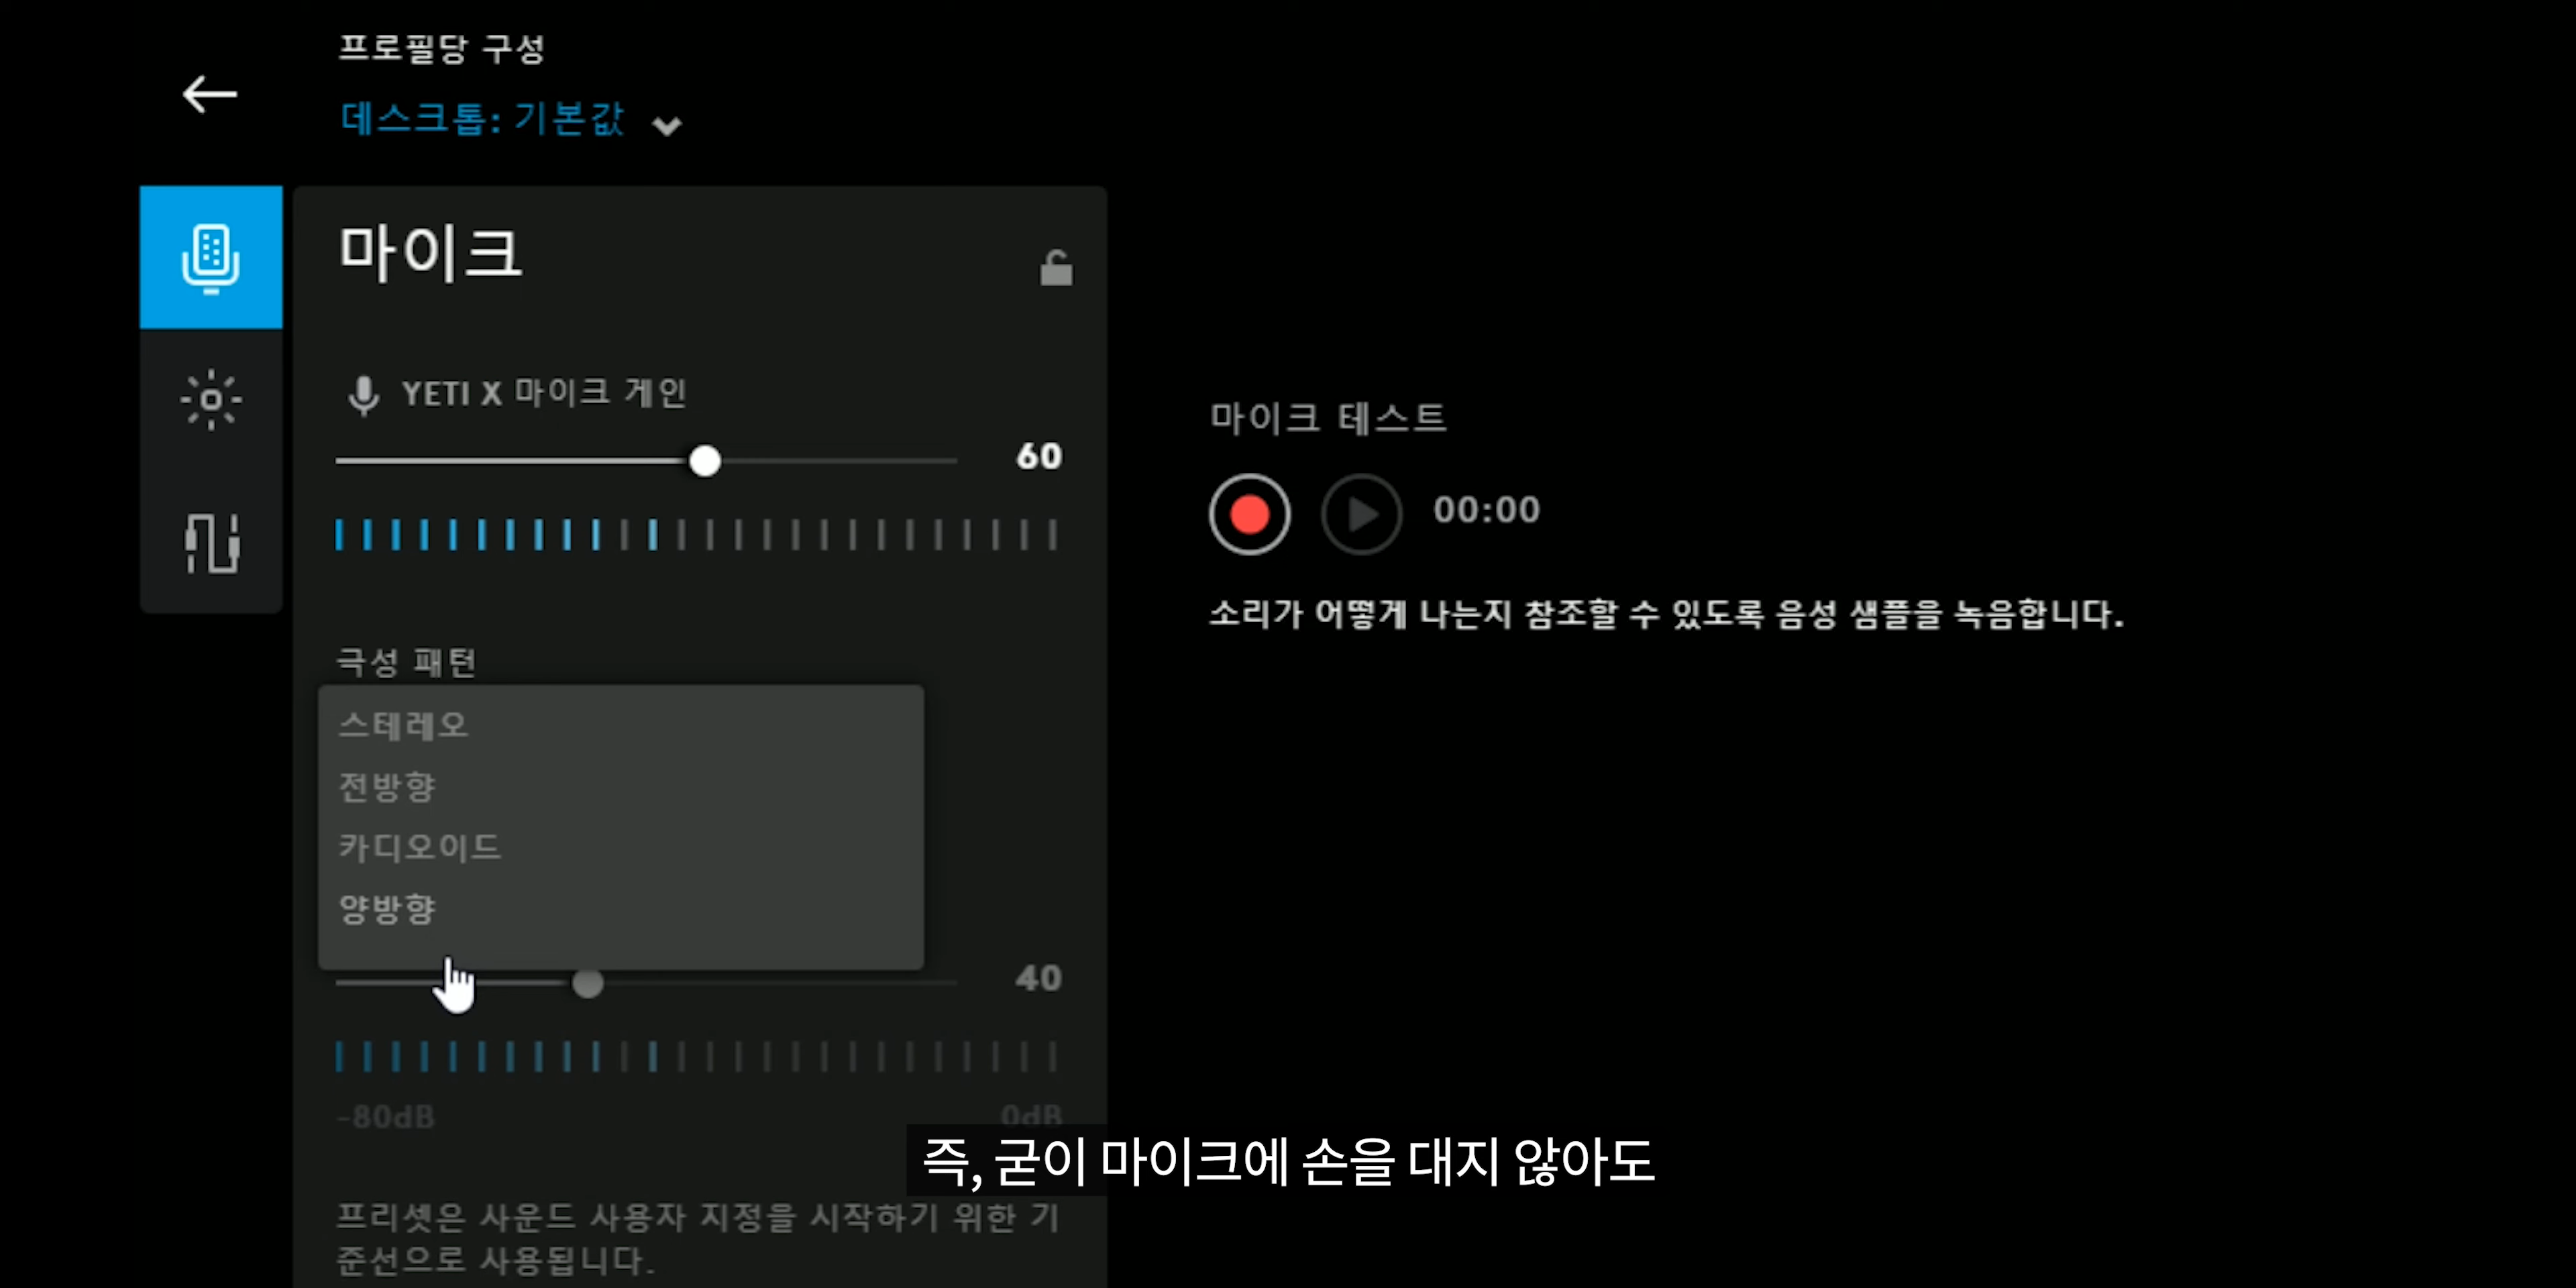 프로필당 구성
데스크톱: 기본값
마이크
YETI X 마이크 게인
60
극성 패턴
스테레오
전방향
카디오이드
양방향
40
-80dB 0dB
프리셋은 사운드 사용자 지정을 시작하기 위한 기
준선으로 사용됩니다.
마이크 테스트
00:00
소리가 어떻게 나는지 참조할 수 있도록 음성 샘플을 녹음합니다.
즉, 굳이 마이크에 손을 대지 않아도